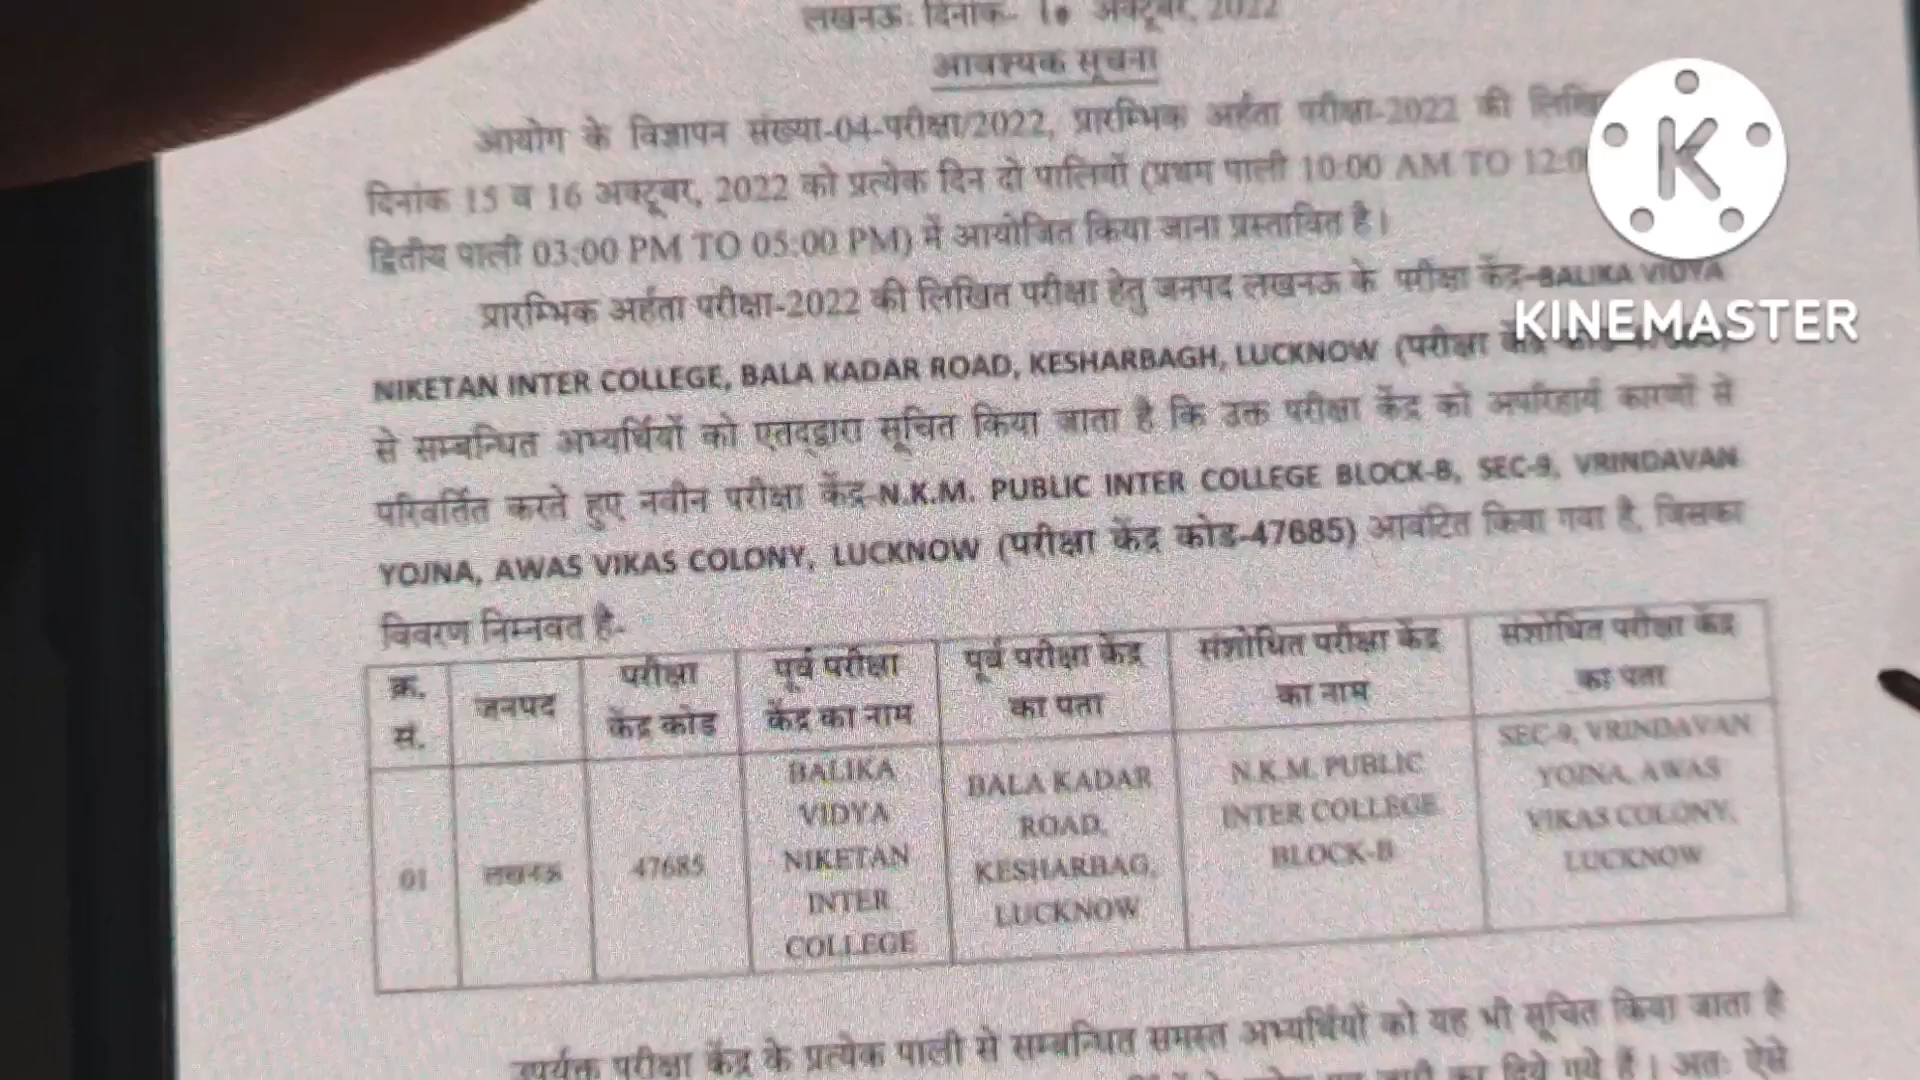 लखनऊः दिनांक- अक्टूबर, 2022
आवश्यक सूचना
आयोग के विज्ञापन संख्या-04-परीक्षा/2022, प्रारम्भिक अर्हता परीक्षा-2022 की
दिनांक 15 व 16 अक्टूबर, 2022 को प्रत्येक दिन दो पालियों (प्रथम पाली 10:00 AM TO
द्वितीय पाली 03:00 PM TO 05:00 PM) में आयोजित किया जाना प्रस्तावित है।
प्रारम्भिक अर्हता परीक्षा-2022 की लिखित परीक्षा हेतु जनपद लखनऊ के परीक्षा केंद्र-BALIKA VIDYA
NIKETAN INTER COLLEGE, BALA KADAR ROAD, KESHARBAGH, LUCKNOW (परीक्षा केंद्र
से सम्बन्धित अभ्यर्थियों को एतद्द्वारा सूचित किया जाता है कि उक्त परीक्षा केंद्र को अपरिहार्य कारणों से
परिवर्तित करते हुए नवीन परीक्षा केंद्र-N.K.M. PUBLIC INTER COLLEGE BLOCK-B, SEC-9, VRINDAVAN
YOJNA, AWAS VIKAS COLONY, LUCKNOW (परीक्षा केंद्र कोड-47685) आवंटित किया गया है, जिसका
विवरण निम्नवत है-
क्र. सं. जनपद परीक्षा केंद्र कोड पूर्व परीक्षा केंद्र का नाम पूर्व परीक्षा केंद्र का पता संशोधित परीक्षा केंद्र का नाम संशोधित परीक्षा केंद्र का पता
01 लखनऊ 47685 BALIKA VIDYA NIKETAN INTER COLLEGE BALA KADAR ROAD, KESHARBAG, LUCKNOW N.K.M. PUBLIC INTER COLLEGE BLOCK-B SEC-9, VRINDAVAN YOJNA, AWAS VIKAS COLONY, LUCKNOW
उपर्युक्त परीक्षा केंद्र के प्रत्येक पाली से सम्बन्धित समस्त अभ्यर्थियों को यह भी सूचित किया जाता है
दिये गये हैं। अतः ऐसे
K
KINEMASTER